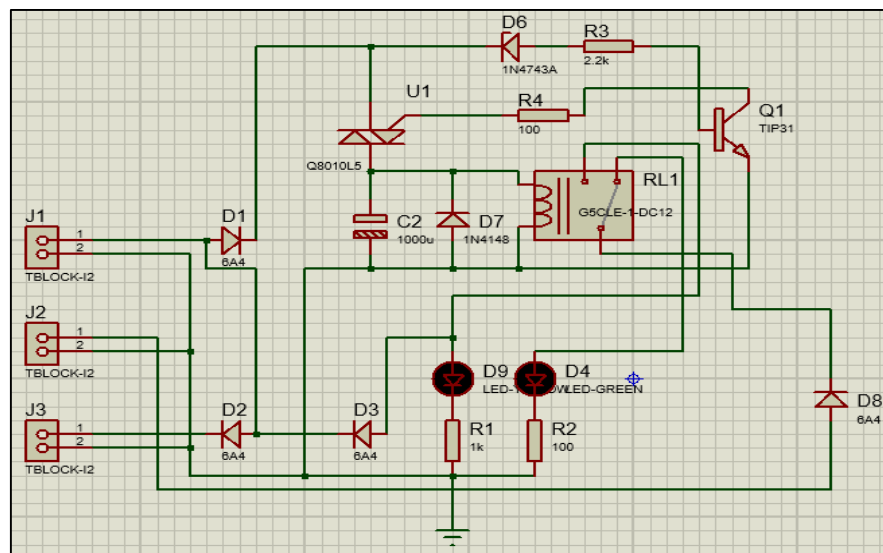 D6
1N4743A
R3
2.2k
U1
Q8010L5
R4
100
Q1
TIP31
RL1
G5CLE-1-DC12
C2
1000u
D7
1N4148
J1
1
2
TBLOCK-I2
D1
6A4
J2
1
2
TBLOCK-I2
J3
1
2
TBLOCK-I2
D2
6A4
D3
6A4
D9
D4
LED-GREEN
D8
6A4
R1
1k
R2
100